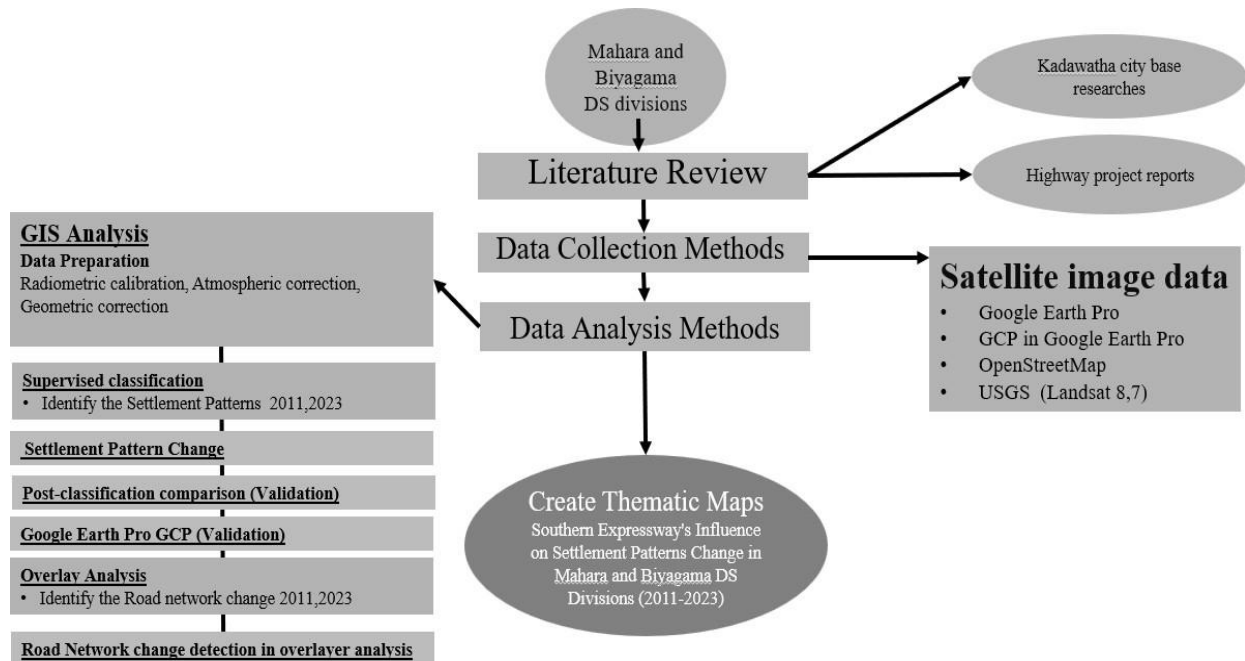 Mahara and
Biyagama
DS divisions
Kadawatha city base
researches
Literature Review
Highway project reports
Data Collection Methods
Satellite image data
• Google Earth Pro
• GCP in Google Earth Pro
• OpenStreetMap
• USGS (Landsat 8,7)
Data Analysis Methods
GIS Analysis
Data Preparation
Radiometric calibration, Atmospheric correction,
Geometric correction
Supervised classification
• Identify the Settlement Patterns 2011,2023
Settlement Pattern Change
Post-classification comparison (Validation)
Google Earth Pro GCP (Validation)
Overlay Analysis
• Identify the Road network change 2011,2023
Road Network change detection in overlayer analysis
Create Thematic Maps
Southern Expressway's Influence
on Settlement Patterns Change in
Mahara and Biyagama DS
Divisions (2011-2023)